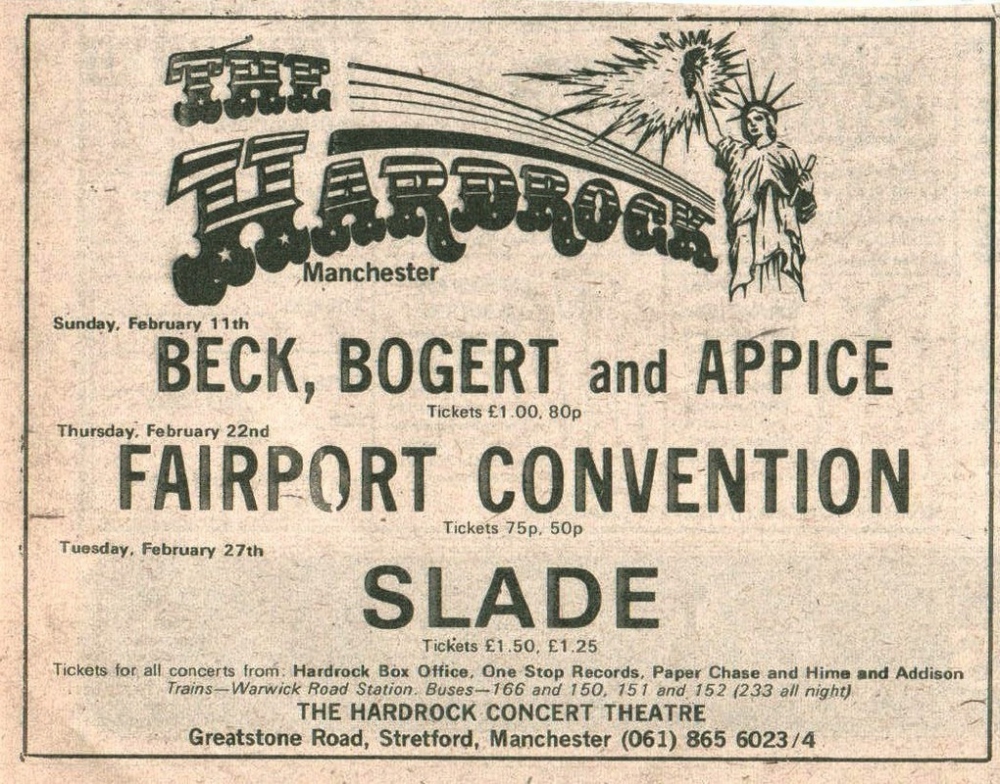 THE
HARDROCK
Manchester
Sunday, February 11th
BECK, BOGERT and APPICE
Tickets £1.00, 80p
Thursday, February 22nd
FAIRPORT CONVENTION
Tickets 75p, 50p
Tuesday, February 27th
SLADE
Tickets £1.50, £1.25
Tickets for all concerts from: Hardrock Box Office, One Stop Records, Paper Chase and Hime and Addison
Trains—Warwick Road Station. Buses—166 and 150, 151 and 152 (233 all night)
THE HARDROCK CONCERT THEATRE
Greatstone Road, Stretford, Manchester (061) 865 6023/4